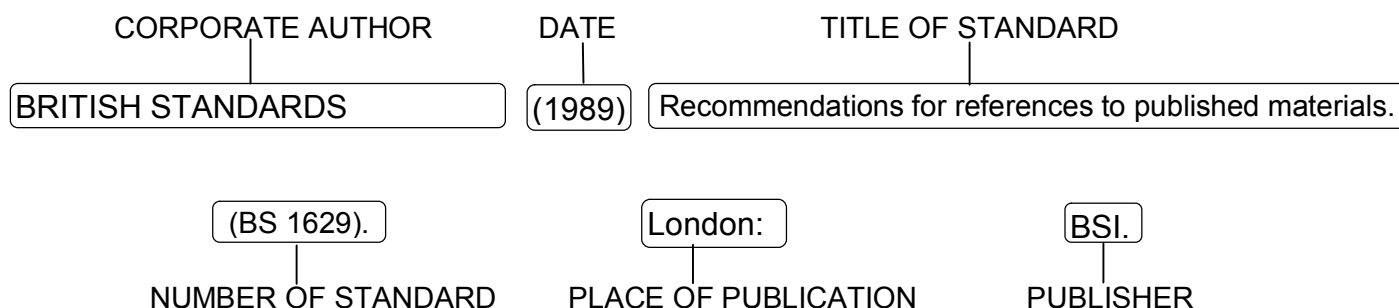 CORPORATE AUTHOR DATE TITLE OF STANDARD
BRITISH STANDARDS (1989) Recommendations for references to published materials.
(BS 1629). London: BSI.
NUMBER OF STANDARD PLACE OF PUBLICATION PUBLISHER